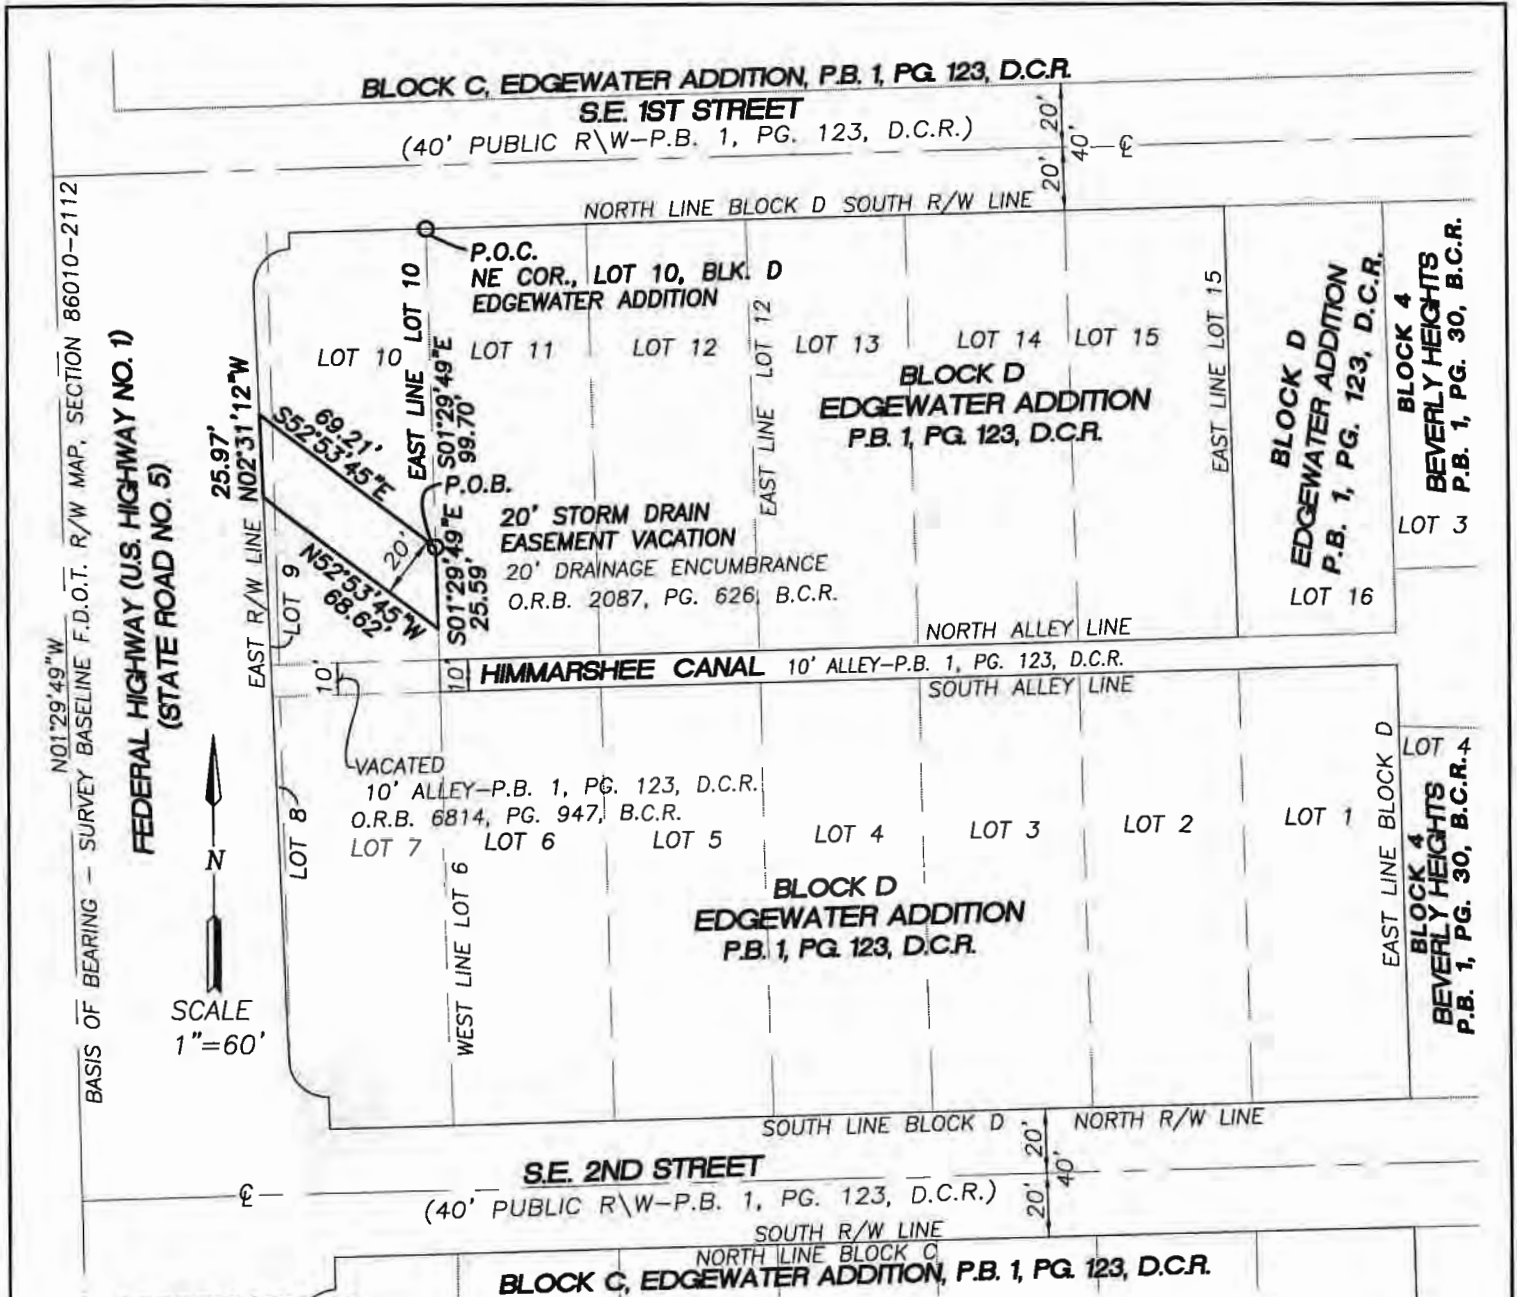 BLOCK C, EDGEWATER ADDITION, P.B. 1, PG. 123, D.C.R.
S.E. 1ST STREET
(40' PUBLIC R\W-P.B. 1, PG. 123, D.C.R.)
20'
40'
20'
℄
NORTH LINE BLOCK D SOUTH R/W LINE
P.O.C.
NE COR., LOT 10, BLK. D
EDGEWATER ADDITION
EAST LINE LOT 10
LOT 10
LOT 11
LOT 12
EAST LINE LOT 12
LOT 13
LOT 14
LOT 15
EAST LINE LOT 15
BLOCK D
EDGEWATER ADDITION
P.B. 1, PG. 123, D.C.R.
BLOCK D
EDGEWATER ADDITION
P.B. 1, PG. 123, D.C.R.
LOT 16
BLOCK 4
BEVERLY HEIGHTS
P.B. 1, PG. 30, B.C.R.
LOT 3
N01°29'49"W
BASIS OF BEARING - SURVEY BASELINE F.D.O.T. R/W MAP, SECTION 86010-2112
FEDERAL HIGHWAY (U.S. HIGHWAY NO. 1)
(STATE ROAD NO. 5)
25.97'
N02°31'12"W
EAST R/W LINE
69.21'
S52°53'45"E
S01°29'49"E
99.70'
P.O.B.
20'
20' STORM DRAIN
EASEMENT VACATION
20' DRAINAGE ENCUMBRANCE
O.R.B. 2087, PG. 626, B.C.R.
N52°53'45"W
68.62'
S01°29'49"E
25.59'
LOT 9
NORTH ALLEY LINE
10'
10'
HIMMARSHEE CANAL 10' ALLEY-P.B. 1, PG. 123, D.C.R.
SOUTH ALLEY LINE
VACATED
10' ALLEY-P.B. 1, PG. 123, D.C.R.
O.R.B. 6814, PG. 947, B.C.R.
LOT 8
LOT 7
WEST LINE LOT 6
LOT 6
LOT 5
LOT 4
LOT 3
LOT 2
LOT 1
EAST LINE BLOCK D
LOT 4
BLOCK 4
BEVERLY HEIGHTS
P.B. 1, PG. 30, B.C.R.
BLOCK D
EDGEWATER ADDITION
P.B. 1, PG. 123, D.C.R.
N
SCALE
1"=60'
SOUTH LINE BLOCK D
NORTH R/W LINE
20'
40'
20'
S.E. 2ND STREET
℄
(40' PUBLIC R\W-P.B. 1, PG. 123, D.C.R.)
SOUTH R/W LINE
NORTH LINE BLOCK C
BLOCK C, EDGEWATER ADDITION, P.B. 1, PG. 123, D.C.R.